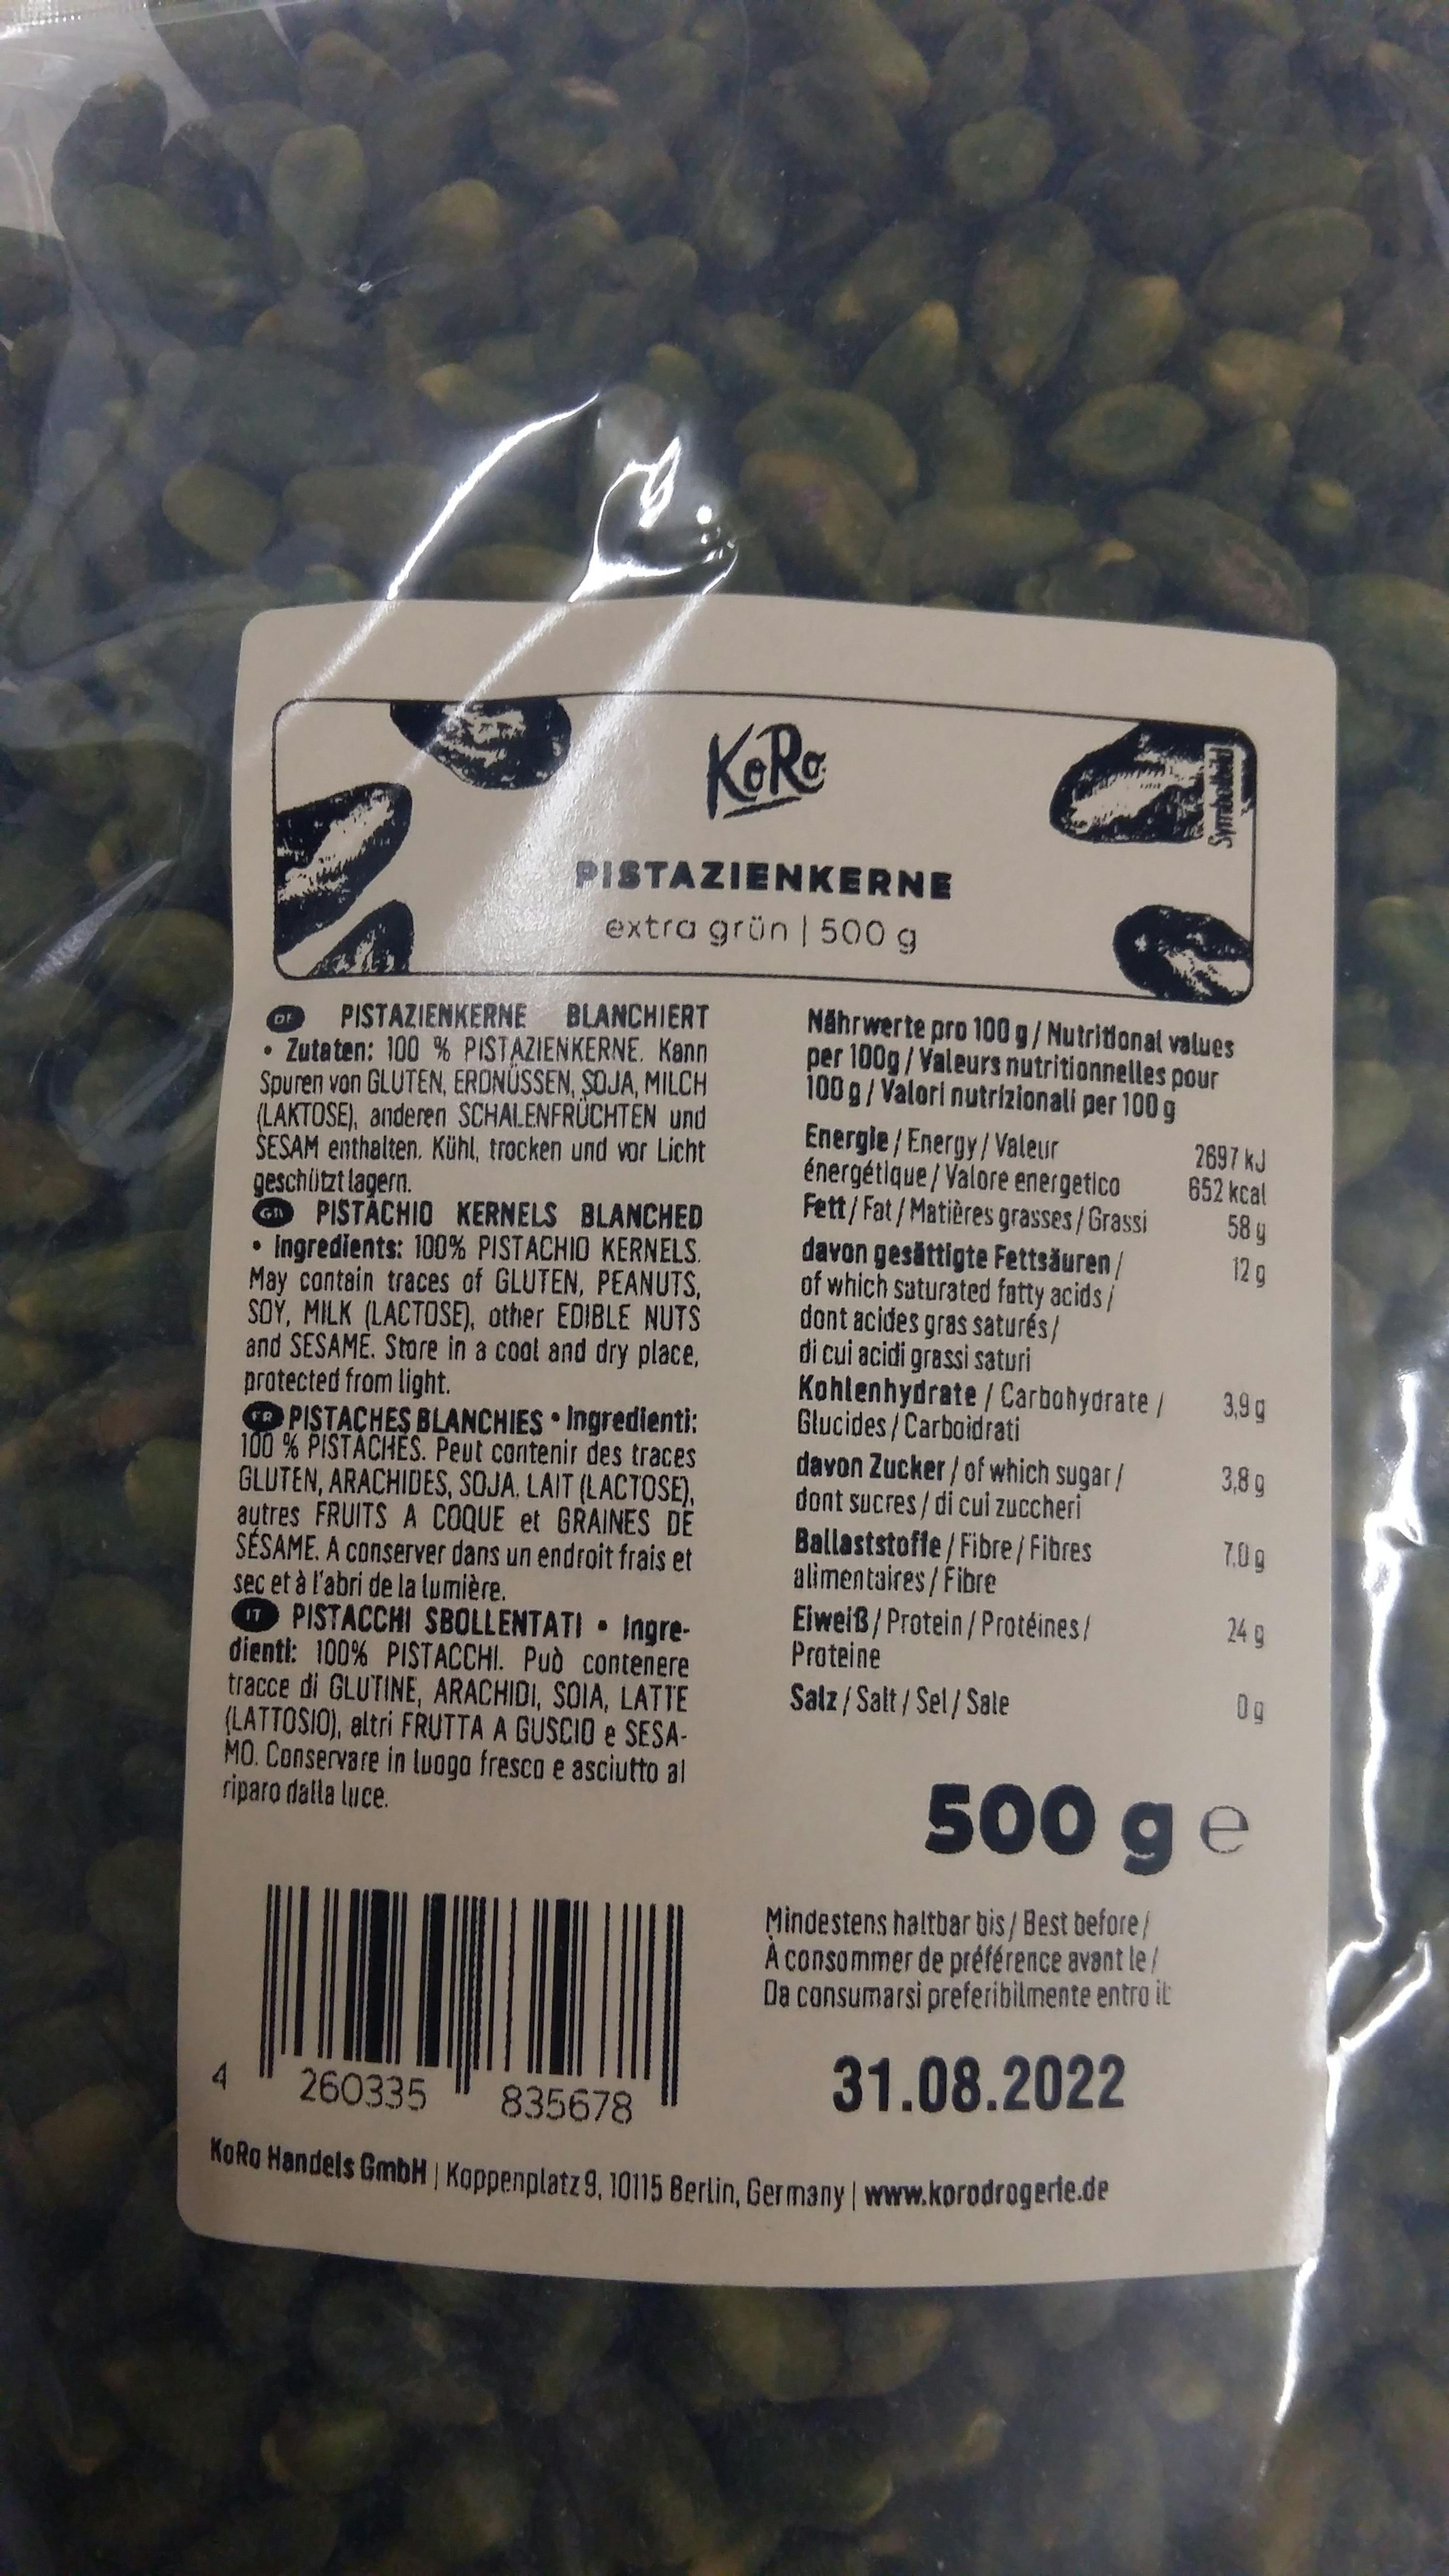 KoRo
Symbolbild
PISTAZIENKERNE
extra grün | 500 g
DE PISTAZIENKERNE BLANCHIERT
• Zutaten: 100 % PISTAZIENKERNE. Kann
Spuren von GLUTEN, ERDNÜSSEN, SOJA, MILCH
(LAKTOSE), anderen SCHALENFRÜCHTEN und
SESAM enthalten. Kühl, trocken und vor Licht
geschützt lagern.
GB PISTACHIO KERNELS BLANCHED
• Ingredients: 100% PISTACHIO KERNELS.
May contain traces of GLUTEN, PEANUTS,
SOY, MILK (LACTOSE), other EDIBLE NUTS
and SESAME. Store in a cool and dry place,
protected from light.
FR PISTACHES BLANCHIES • Ingredienti:
100 % PISTACHES. Peut contenir des traces
GLUTEN, ARACHIDES, SOJA, LAIT (LACTOSE),
autres FRUITS A COQUE et GRAINES DE
SÉSAME. A conserver dans un endroit frais et
sec et à l'abri de la lumière.
IT PISTACCHI SBOLLENTATI • Ingre-
dienti: 100% PISTACCHI. Può contenere
tracce di GLUTINE, ARACHIDI, SOIA, LATTE
(LATTOSIO), altri FRUTTA A GUSCIO e SESA-
MO. Conservare in luogo fresco e asciutto al
riparo dalla luce.
Nährwerte pro 100 g / Nutritional values
per 100g / Valeurs nutritionnelles pour
100 g / Valori nutrizionali per 100 g
Energie / Energy / Valeur 2697 kJ
énergétique / Valore energetico 652 kcal
Fett / Fat / Matières grasses / Grassi 58 g
davon gesättigte Fettsäuren / 12 g
of which saturated fatty acids /
dont acides gras saturés /
di cui acidi grassi saturi
Kohlenhydrate / Carbohydrate / 3,9 g
Glucides / Carboidrati
davon Zucker / of which sugar / 3,8 g
dont sucres / di cui zuccheri
Ballaststoffe / Fibre / Fibres 7,0 g
alimentaires / Fibre
Eiweiß / Protein / Protéines / 24 g
Proteine
Salz / Salt / Sel / Sale 0 g
500 g e
Mindestens haltbar bis / Best before /
À consommer de préférence avant le /
Da consumarsi preferibilmente entro il:
31.08.2022
4 260335 835678
KoRo Handels GmbH | Koppenplatz 9, 10115 Berlin, Germany | www.korodrogerie.de